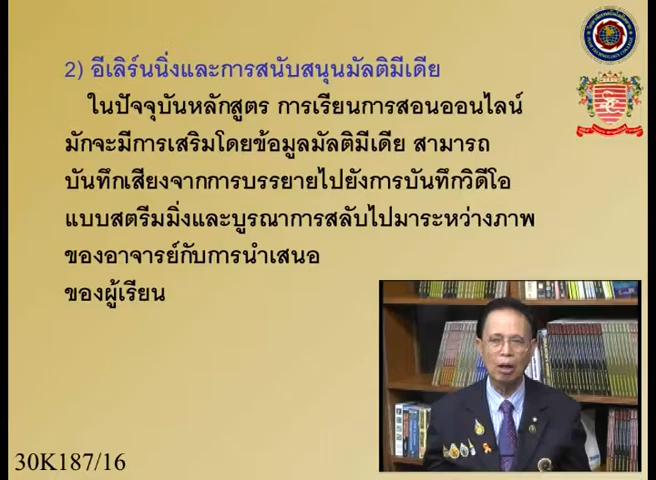 2) อีเลิร์นนิ่งและการสนับสนุนมัลติมีเดีย
ในปัจจุบันหลักสูตร การเรียนการสอนออนไลน์
มักจะมีการเสริมโดยข้อมูลมัลติมีเดีย สามารถ
บันทึกเสียงจากการบรรยายไปยังการบันทึกวิดีโอ
แบบสตรีมมิ่งและบูรณาการสลับไปมาระหว่างภาพ
ของอาจารย์กับการนำเสนอ
ของผู้เรียน
30K187/16